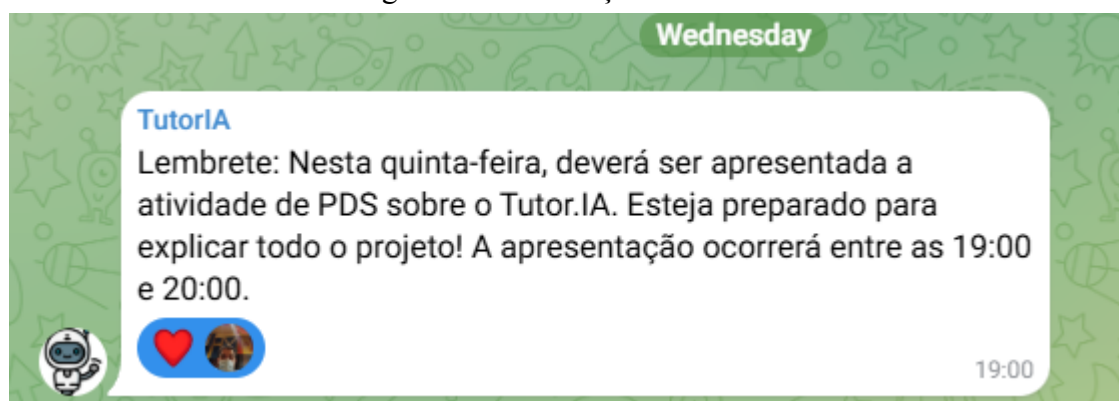 Wednesday
TutorIA
Lembrete: Nesta quinta-feira, deverá ser apresentada a
atividade de PDS sobre o Tutor.IA. Esteja preparado para
explicar todo o projeto! A apresentação ocorrerá entre as 19:00
e 20:00.
19:00